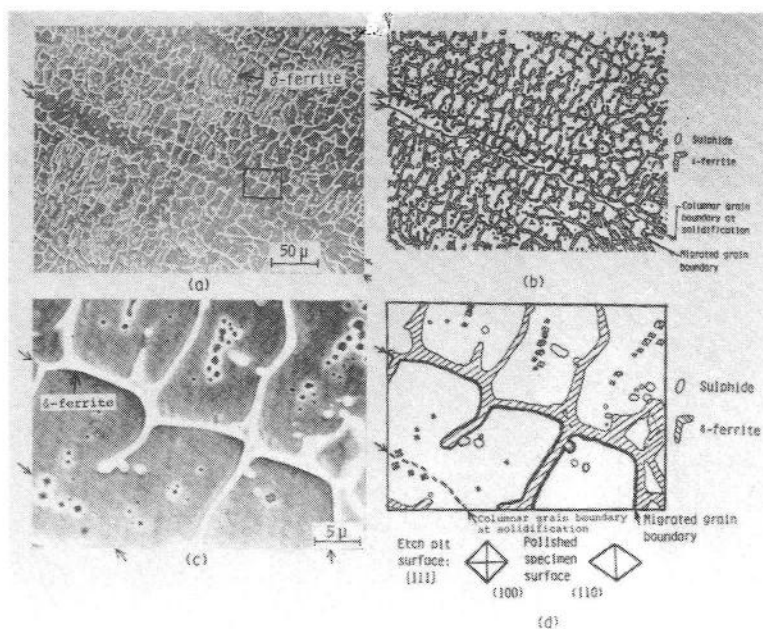 δ-ferrite
50 μ
(a)
Sulphide
δ-ferrite
Columnar grain
boundary at
solidification
Migrated grain
boundary
(b)
δ-ferrite
5 μ
(c)
Sulphide
δ-ferrite
Columnar grain boundary
at solidification
Migrated grain
boundary
Etch pit
surface:
{111}
Polished
specimen
surface
(100)
(110)
(d)